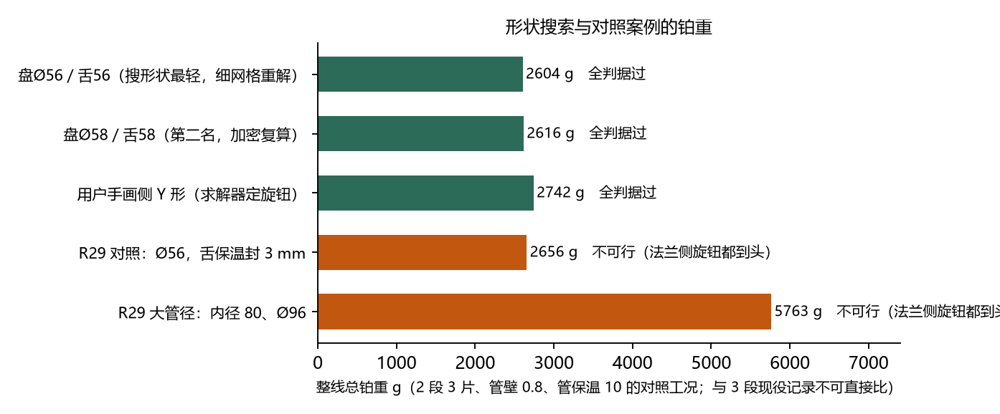 形状搜索与对照案例的铂重
盘Ø56 / 舌56（搜形状最轻，细网格重解） 2604 g 全判据过
盘Ø58 / 舌58（第二名，加密复算） 2616 g 全判据过
用户手画侧 Y 形（求解器定旋钮） 2742 g 全判据过
R29 对照：Ø56，舌保温封 3 mm 2656 g 不可行（法兰侧旋钮都到头）
R29 大管径：内径 80、Ø96 5763 g 不可行（法兰侧旋钮都到
0 1000 2000 3000 4000 5000 6000 7000
整线总铂重 g（2 段 3 片、管壁 0.8、管保温 10 的对照工况；与 3 段现役记录不可直接比）